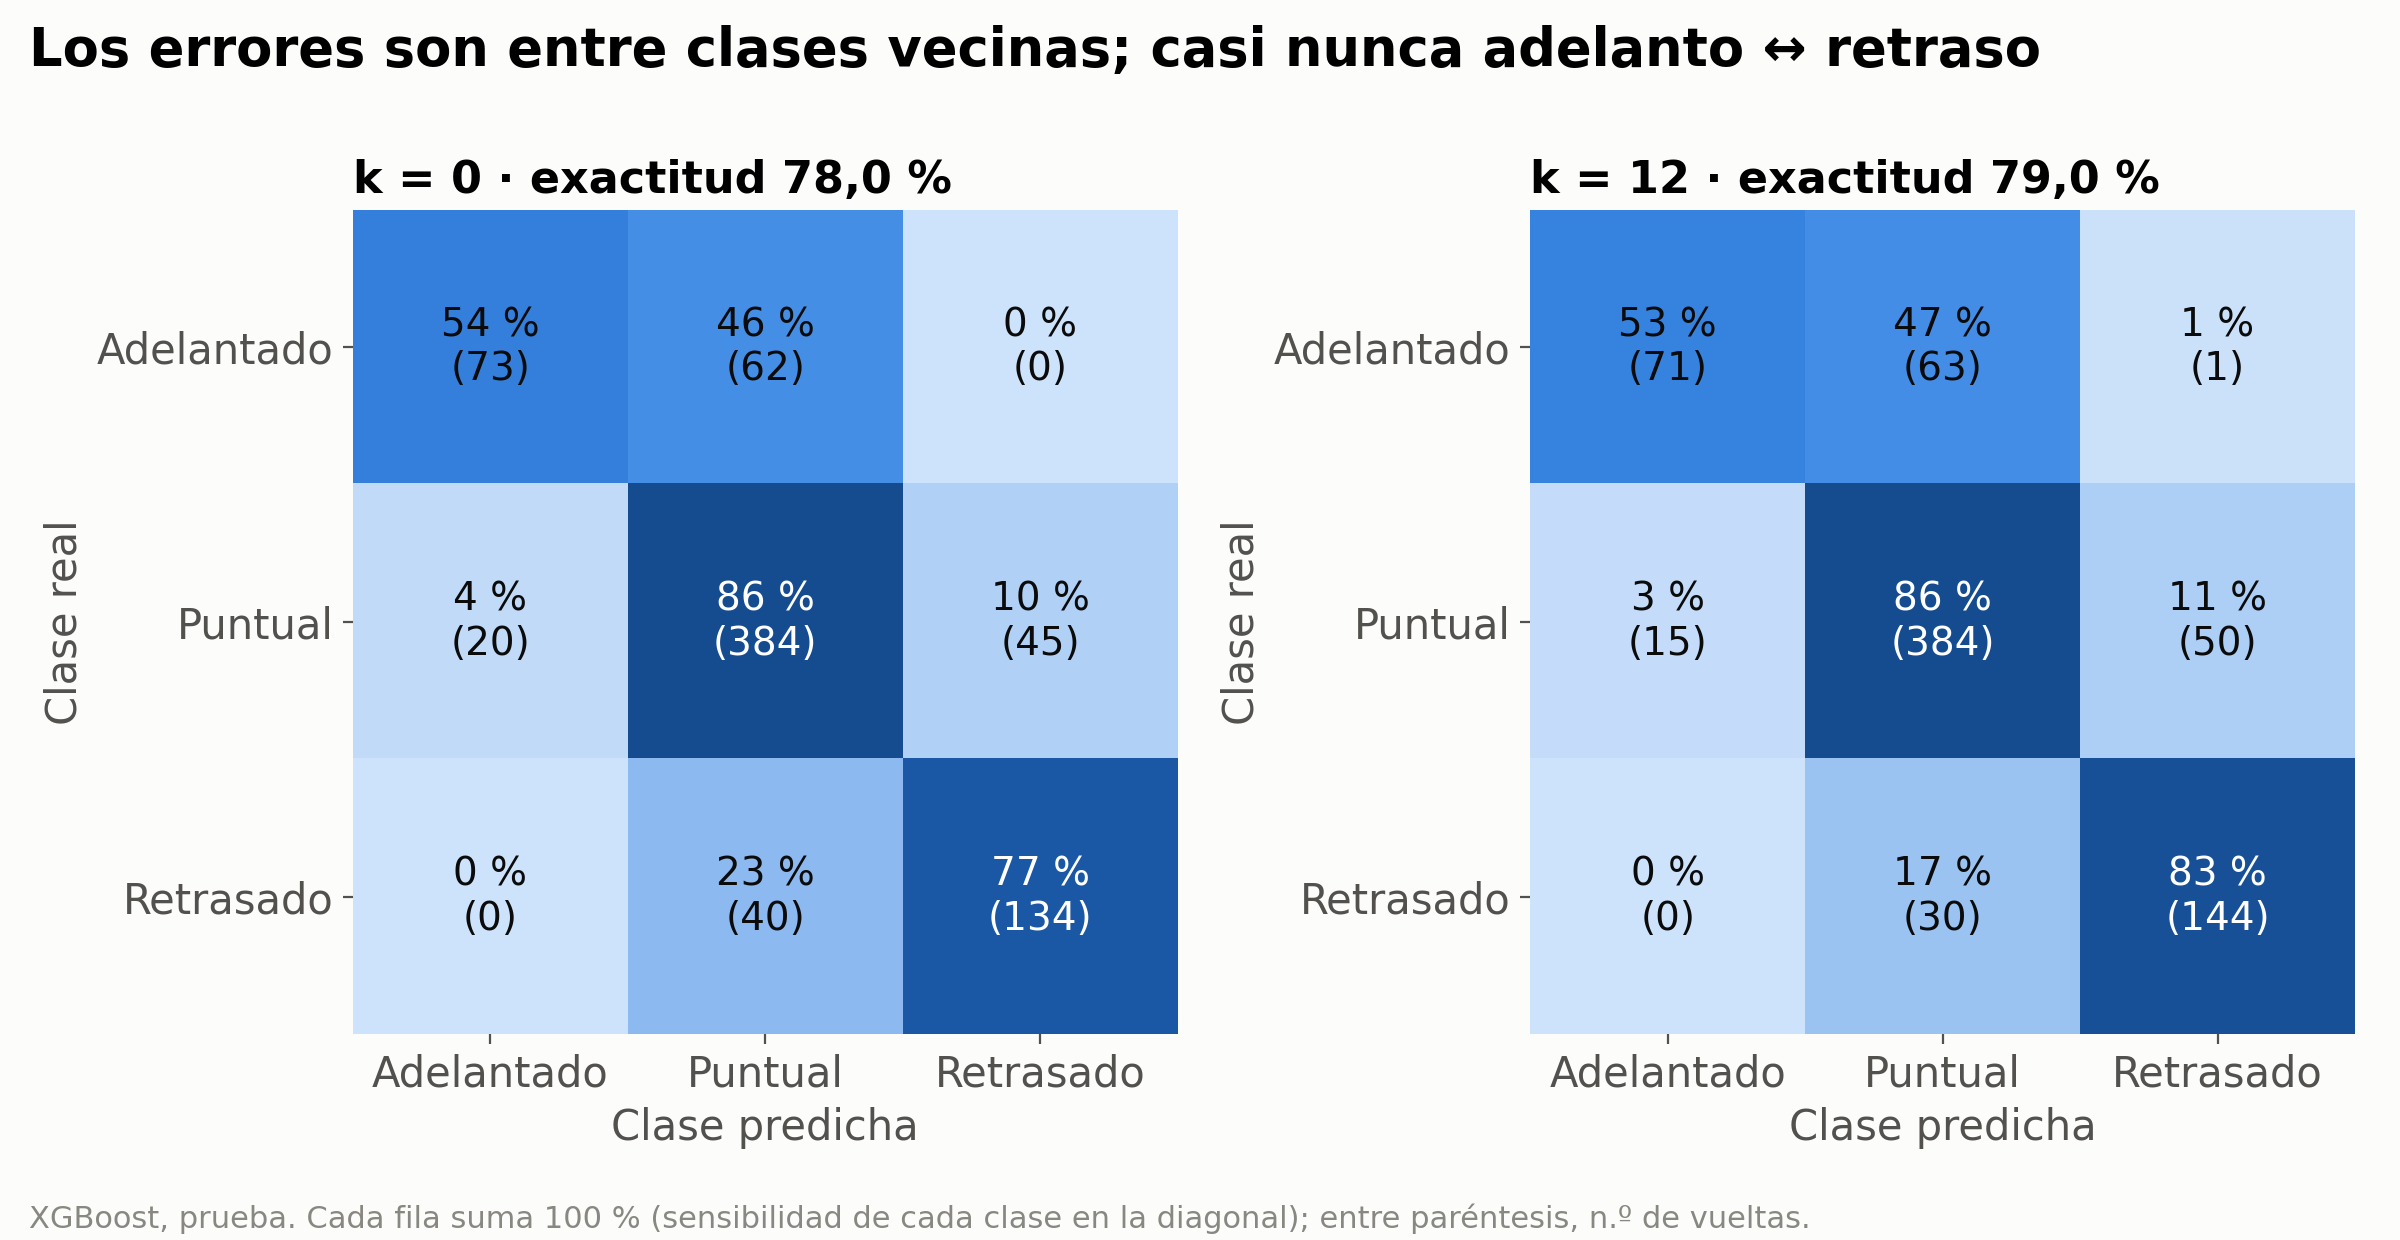 Los errores son entre clases vecinas; casi nunca adelanto ↔ retraso
k = 0 · exactitud 78,0 %
Clase real
Adelantado
54 %
(73)
46 %
(62)
0 %
(0)
Puntual
4 %
(20)
86 %
(384)
10 %
(45)
Retrasado
0 %
(0)
23 %
(40)
77 %
(134)
Adelantado
Puntual
Retrasado
Clase predicha
k = 12 · exactitud 79,0 %
Clase real
Adelantado
53 %
(71)
47 %
(63)
1 %
(1)
Puntual
3 %
(15)
86 %
(384)
11 %
(50)
Retrasado
0 %
(0)
17 %
(30)
83 %
(144)
Adelantado
Puntual
Retrasado
Clase predicha
XGBoost, prueba. Cada fila suma 100 % (sensibilidad de cada clase en la diagonal); entre paréntesis, n.º de vueltas.